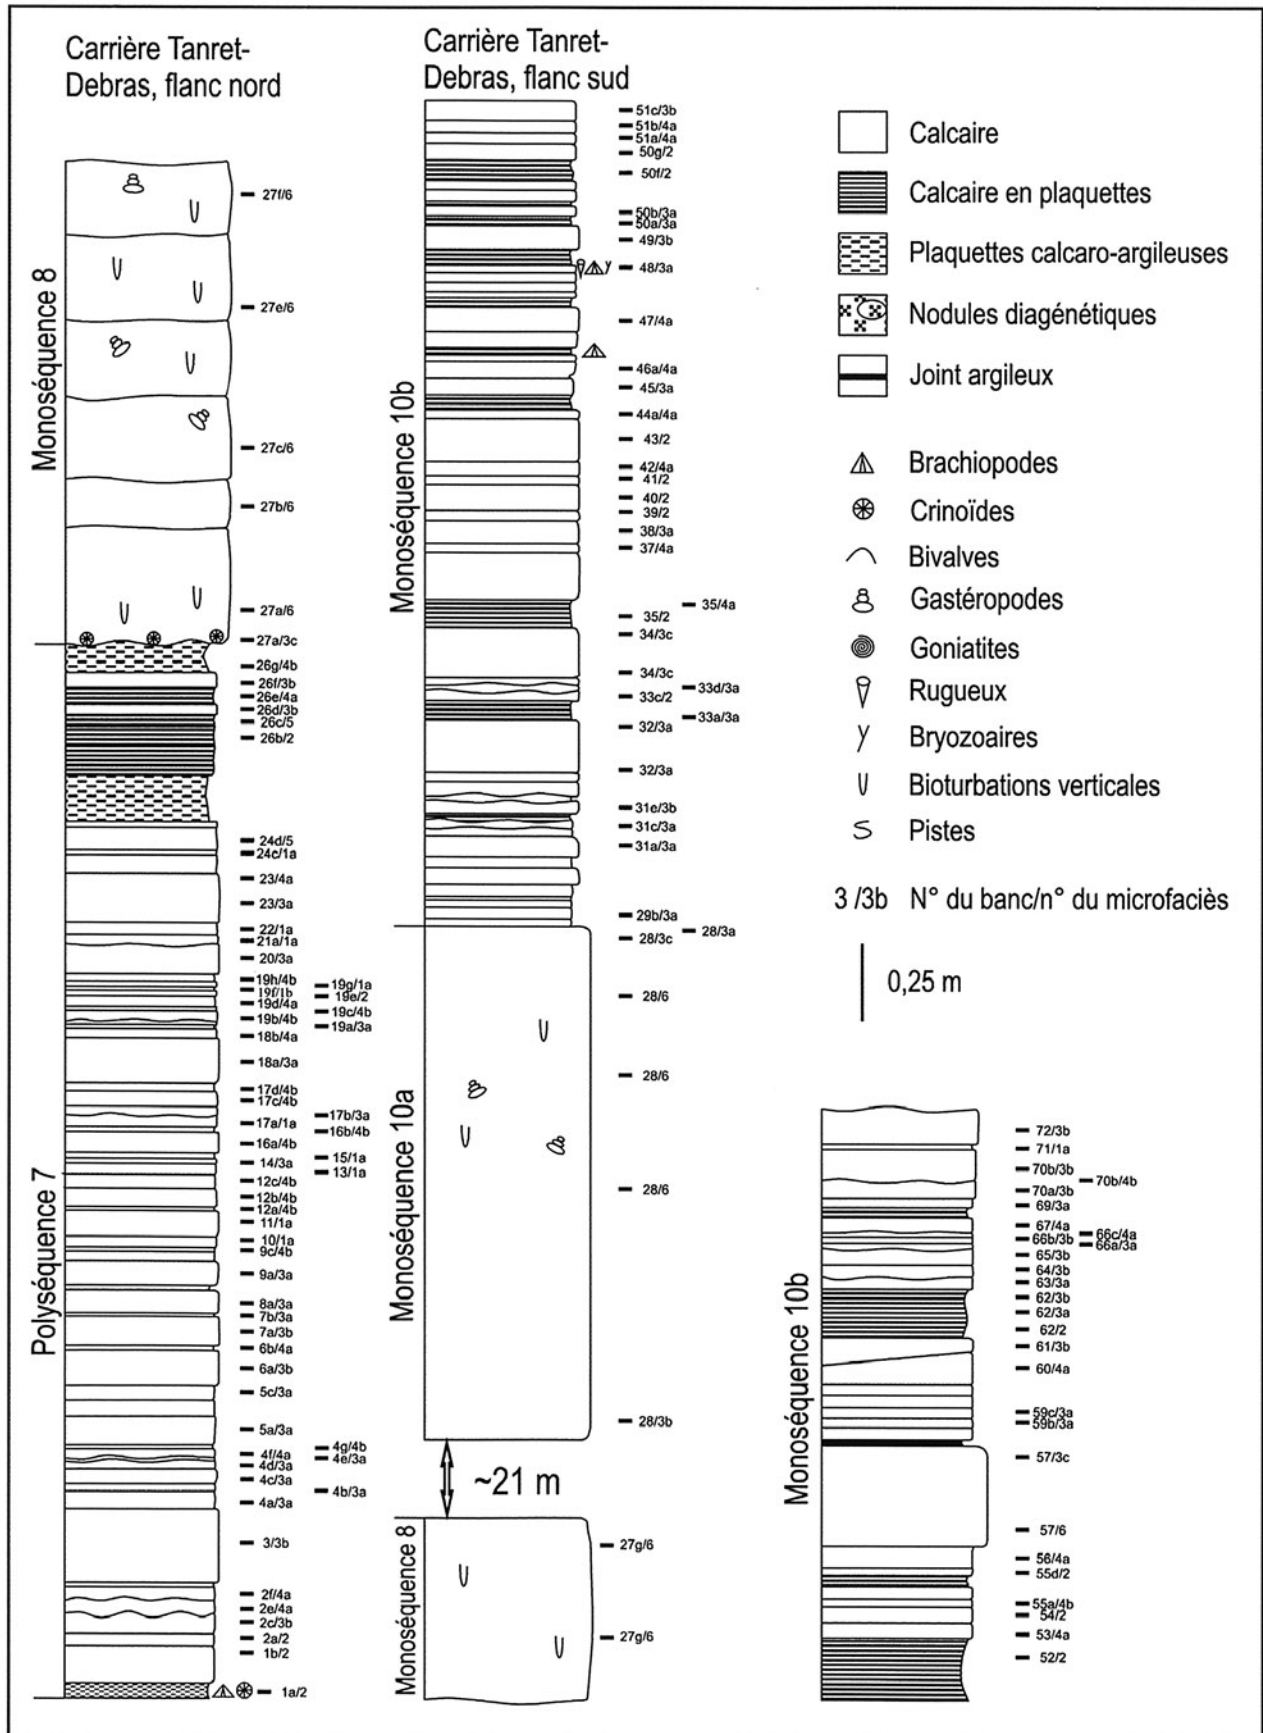 Carrière Tanret-
Debras, flanc nord
Monoséquence 8
27f/6
27e/6
27c/6
27b/6
27a/6
27a/3c
Polyséquence 7
26g/4b
26f/3b
26e/4a
26d/3b
26c/5
26b/2
24d/5
24c/1a
23/4a
23/3a
22/1a
21a/1a
20/3a
19h/4b
19g/1a
19f/1b
19e/2
19d/4a
19c/4b
19b/4b
19a/3a
18b/4a
18a/3a
17d/4b
17c/4b
17b/3a
17a/1a
16b/4b
16a/4b
15/1a
14/3a
13/1a
12c/4b
12b/4b
12a/4b
11/1a
10/1a
9c/4b
9a/3a
8a/3a
7b/3a
7a/3b
6b/4a
6a/3b
5c/3a
5a/3a
4g/4b
4f/4a
4e/3a
4d/3a
4c/3a
4b/3a
4a/3a
3/3b
2f/4a
2e/4a
2c/3b
2a/2
1b/2
1a/2
Carrière Tanret-
Debras, flanc sud
Monoséquence 10b
51c/3b
51b/4a
51a/4a
50g/2
50f/2
50b/3a
50a/3a
49/3b
48/3a
47/4a
46a/4a
45/3a
44a/4a
43/2
42/4a
41/2
40/2
39/2
38/3a
37/4a
35/4a
35/2
34/3c
34/3c
33d/3a
33c/2
33a/3a
32/3a
32/3a
31e/3b
31c/3a
31a/3a
29b/3a
Monoséquence 10a
28/3a
28/3c
28/6
28/6
28/6
28/3b
~21 m
Monoséquence 8
27g/6
27g/6
Calcaire
Calcaire en plaquettes
Plaquettes calcaro-argileuses
Nodules diagénétiques
Joint argileux
Brachiopodes
Crinoïdes
Bivalves
Gastéropodes
Goniatites
Rugueux
Bryozoaires
Bioturbations verticales
Pistes
3 /3b N° du banc/n° du microfaciès
0,25 m
Monoséquence 10b
72/3b
71/1a
70b/3b
70b/4b
70a/3b
69/3a
67/4a
66c/4a
66b/3b
66a/3a
65/3b
64/3b
63/3a
62/3b
62/3a
62/2
61/3b
60/4a
59c/3a
59b/3a
57/3c
57/6
56/4a
55d/2
55a/4b
54/2
53/4a
52/2